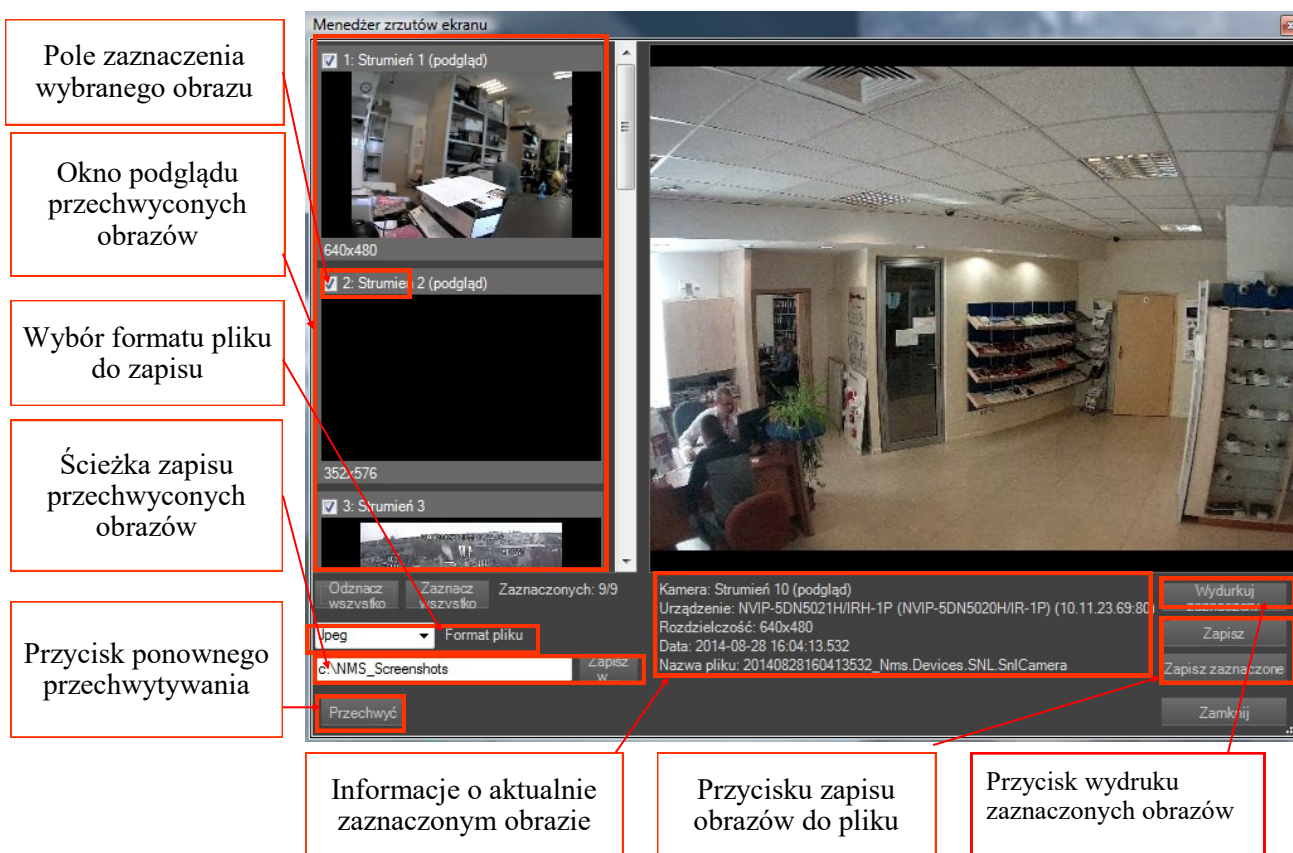 Menedżer zrzutów ekranu
Pole zaznaczenia
wybranego obrazu
Okno podglądu
przechwyconych
obrazów
Wybór formatu pliku
do zapisu
Ścieżka zapisu
przechwyconych
obrazów
Przycisk ponownego
przechwytywania
1: Strumień 1 (podgląd)
640x480
2: Strumień 2 (podgląd)
352x576
3: Strumień 3
Odznacz
wszystko
Zaznacz
wszystko
Zaznaczonych: 9/9
Jpeg
Format pliku
c:\NMS_Screenshots
Zapisz
w...
Przechwyć
Kamera: Strumień 10 (podgląd)
Urządzenie: NVIP-5DN5021H/IRH-1P (NVIP-5DN5020H/IR-1P) (10.11.23.69:80)
Rozdzielczość: 640x480
Data: 2014-08-28 16:04:13.532
Nazwa pliku: 20140828160413532_Nms.Devices.SNL.SnlCamera
Wydurkuj
Zapisz
Zapisz zaznaczone
Zamknij
Informacje o aktualnie
zaznaczonym obrazie
Przycisku zapisu
obrazów do pliku
Przycisk wydruku
zaznaczonych obrazów